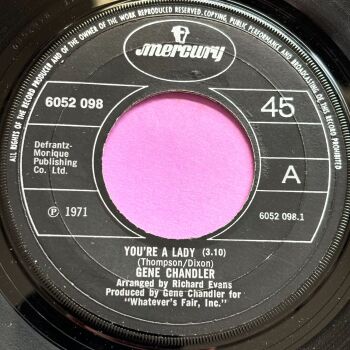 ALL RIGHTS OF THE RECORD PRODUCER AND OF THE OWNER OF THE WORK REPRODUCED RESERVED. COPYING, PUBLIC PERFORMANCE AND BROADCASTING OF THIS RECORD PROHIBITED
mercury
6052 098
45
Defrantz-
Monique
Publishing
Co. Ltd.
A
Ⓟ 1971
6052 098.1
YOU'RE A LADY (3.10)
(Thompson/Dixon)
GENE CHANDLER
Arranged by Richard Evans
Produced by Gene Chandler for
"Whatever's Fair, Inc."